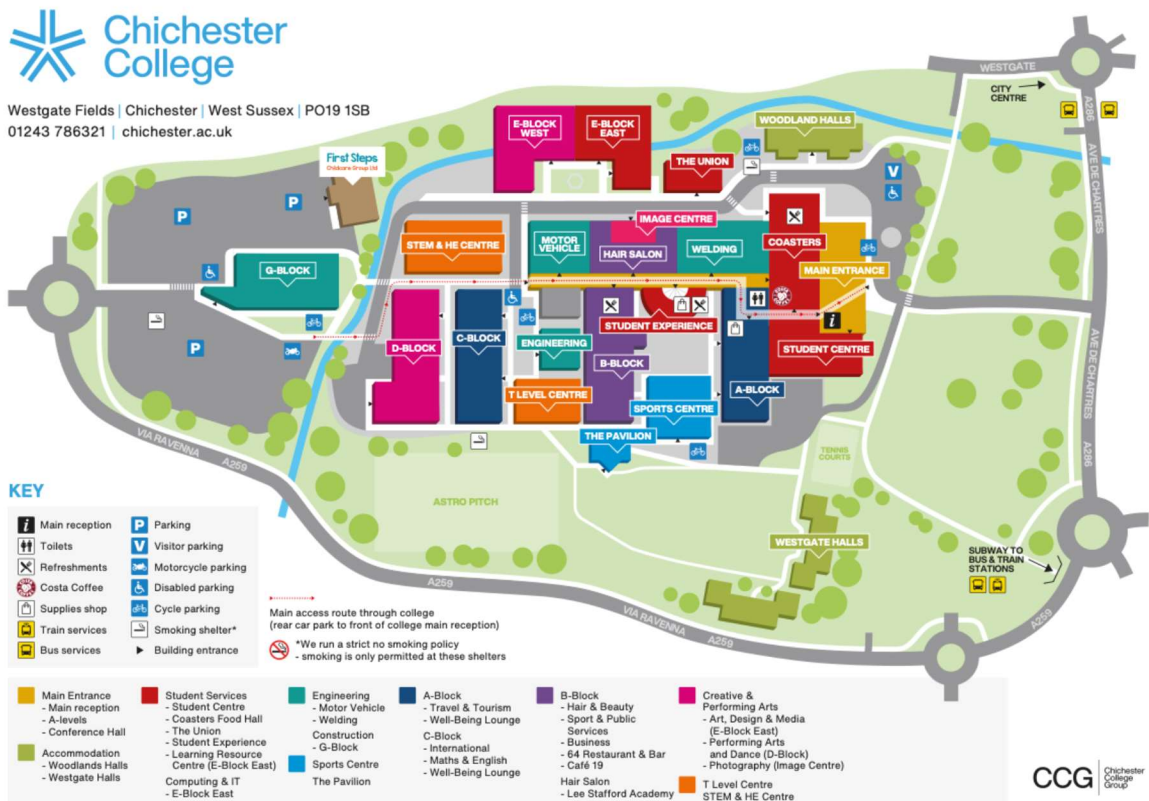 Chichester
College
Westgate Fields | Chichester | West Sussex | PO19 1SB
01243 786321 | chichester.ac.uk
First Steps
Childcare Group Ltd
WESTGATE
CITY
CENTRE
A286
AVE DE CHARTRES
WOODLAND HALLS
E-BLOCK
WEST
E-BLOCK
EAST
THE UNION
V
P
P
IMAGE CENTRE
STEM & HE CENTRE
MOTOR
VEHICLE
HAIR SALON
WELDING
COASTERS
G-BLOCK
MAIN ENTRANCE
i
STUDENT EXPERIENCE
P
D-BLOCK
C-BLOCK
ENGINEERING
STUDENT CENTRE
AVE DE CHARTRES
B-BLOCK
A-BLOCK
T LEVEL CENTRE
SPORTS CENTRE
THE PAVILION
VIA RAVENNA
A259
TENNIS
COURTS
A286
ASTRO PITCH
WESTGATE HALLS
SUBWAY TO
BUS & TRAIN
STATIONS
A259
VIA RAVENNA
A259
A259
KEY
i Main reception
Toilets
Refreshments
Costa Coffee
Supplies shop
Train services
Bus services
P Parking
V Visitor parking
Motorcycle parking
Disabled parking
Cycle parking
Smoking shelter*
Building entrance
Main access route through college
(rear car park to front of college main reception)
*We run a strict no smoking policy
- smoking is only permitted at these shelters
Main Entrance
- Main reception
- A-levels
- Conference Hall
Accommodation
- Woodlands Halls
- Westgate Halls
Student Services
- Student Centre
- Coasters Food Hall
- The Union
- Student Experience
- Learning Resource
Centre (E-Block East)
Computing & IT
- E-Block East
Engineering
- Motor Vehicle
- Welding
Construction
- G-Block
Sports Centre
The Pavilion
A-Block
- Travel & Tourism
- Well-Being Lounge
C-Block
- International
- Maths & English
- Well-Being Lounge
B-Block
- Hair & Beauty
- Sport & Public
Services
- Business
- 64 Restaurant & Bar
- Café 19
Hair Salon
- Lee Stafford Academy
Creative &
Performing Arts
- Art, Design & Media
(E-Block East)
- Performing Arts
and Dance (D-Block)
- Photography (Image Centre)
T Level Centre
STEM & HE Centre
CCG
Chichester
College
Group